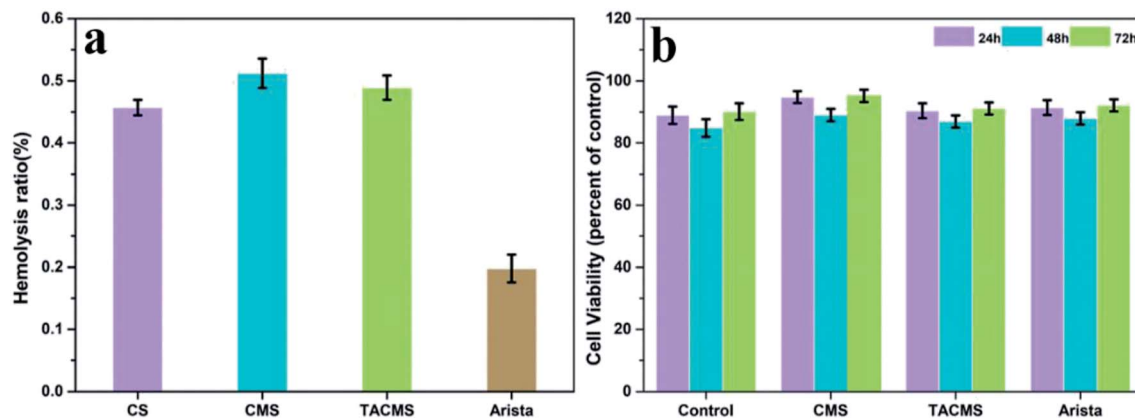 a
Hemolysis ratio(%)
0.6
0.5
0.4
0.3
0.2
0.1
0.0
CS CMS TACMS Arista
b
24h 48h 72h
Cell Viability (percent of control)
120
100
80
60
40
20
0
Control CMS TACMS Arista